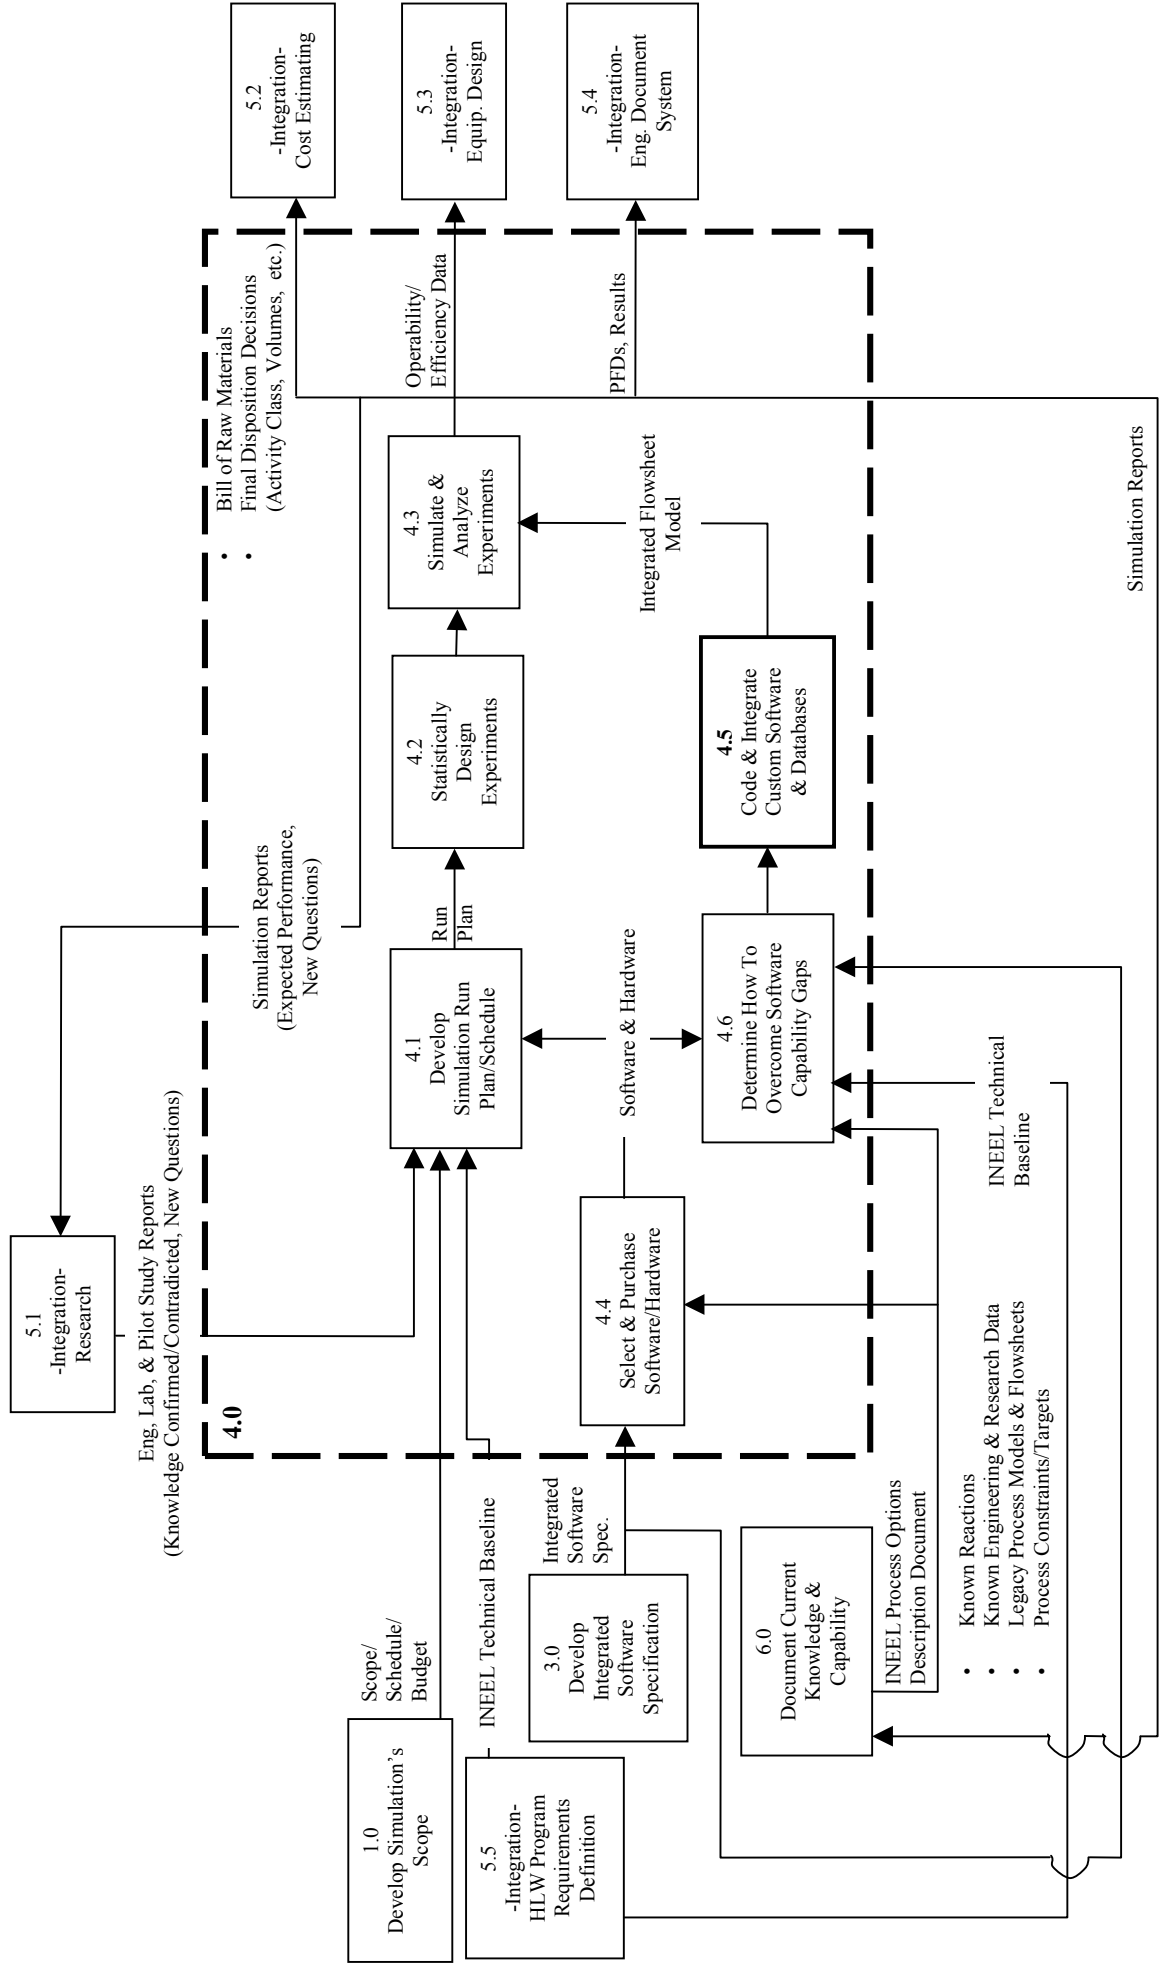 5.1
-Integration-
Research
Eng, Lab, & Pilot Study Reports
(Knowledge Confirmed/Contradicted, New Questions)
Simulation Reports
(Expected Performance,
New Questions)
4.0
• Bill of Raw Materials
• Final Disposition Decisions
(Activity Class, Volumes, etc.)
5.2
-Integration-
Cost Estimating
1.0
Develop Simulation's
Scope
Scope/
Schedule/
Budget
4.1
Develop
Simulation Run
Plan/Schedule
Run
Plan
4.2
Statistically
Design
Experiments
4.3
Simulate &
Analyze
Experiments
Operability/
Efficiency Data
5.3
-Integration-
Equip. Design
5.5
-Integration-
HLW Program
Requirements
Definition
INEEL Technical Baseline
3.0
Develop
Integrated
Software
Specification
Integrated
Software
Spec.
4.4
Select & Purchase
Software/Hardware
Software & Hardware
Integrated Flowsheet
Model
PFDs, Results
5.4
-Integration-
Eng. Document
System
6.0
Document Current
Knowledge &
Capability
INEEL Process Options
Description Document
4.6
Determine How To
Overcome Software
Capability Gaps
4.5
Code & Integrate
Custom Software
& Databases
• Known Reactions
• Known Engineering & Research Data
• Legacy Process Models & Flowsheets
• Process Constraints/Targets
INEEL Technical
Baseline
Simulation Reports